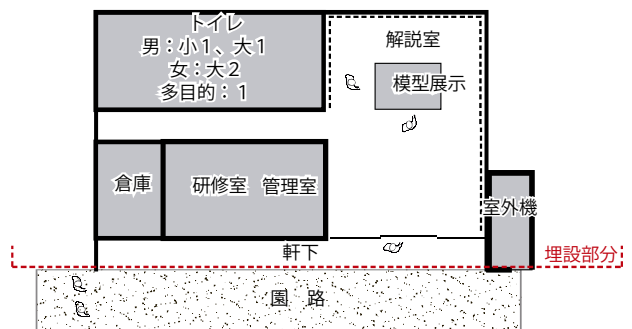 トイレ
男：小１、大１
女：大２
多目的：１
解説室
模型展示
倉庫
研修室　管理室
室外機
軒下
埋設部分
園　路